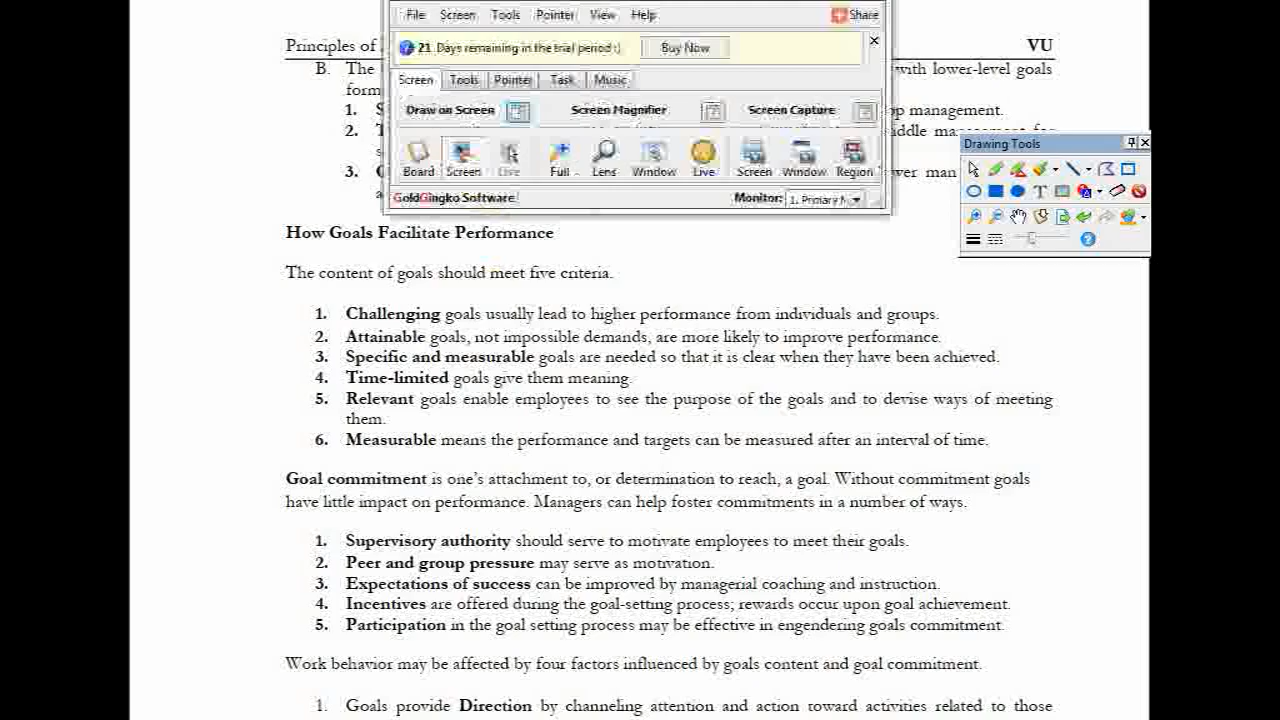 File Screen Tools Pointer View Help Share
Principles of VU
21 Days remaining in the trial period :) Buy Now
B. The with lower-level goals
Screen Tools Pointer Task Music
form
Draw on Screen Screen Magnifier Screen Capture
1. management.
2.
Drawing Tools
3.
Board Screen Live Full Lens Window Live Screen Window Region
GoldGingko Software Monitor: 1. Primary
How Goals Facilitate Performance
The content of goals should meet five criteria.
1. Challenging goals usually lead to higher performance from individuals and groups.
2. Attainable goals, not impossible demands, are more likely to improve performance.
3. Specific and measurable goals are needed so that it is clear when they have been achieved.
4. Time-limited goals give them meaning.
5. Relevant goals enable employees to see the purpose of the goals and to devise ways of meeting
them.
6. Measurable means the performance and targets can be measured after an interval of time.
Goal commitment is one's attachment to, or determination to reach, a goal. Without commitment goals
have little impact on performance. Managers can help foster commitments in a number of ways.
1. Supervisory authority should serve to motivate employees to meet their goals.
2. Peer and group pressure may serve as motivation.
3. Expectations of success can be improved by managerial coaching and instruction.
4. Incentives are offered during the goal-setting process; rewards occur upon goal achievement.
5. Participation in the goal setting process may be effective in engendering goals commitment.
Work behavior may be affected by four factors influenced by goals content and goal commitment.
1. Goals provide Direction by channeling attention and action toward activities related to those